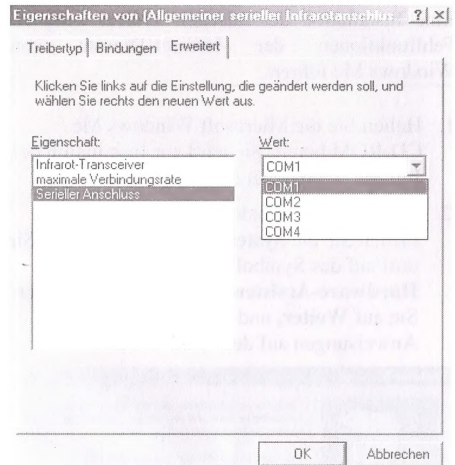 Eigenschaften von (Allgemeiner serieller Infrarotanschlus ? x
Treibertyp Bindungen Erweitert
Klicken Sie links auf die Einstellung, die geändert werden soll, und
wählen Sie rechts den neuen Wert aus.
Eigenschaft: Wert:
Infrarot-Transceiver
maximale Verbindungsrate
Serieller Anschluss
COM1
COM1
COM2
COM3
COM4
OK Abbrechen